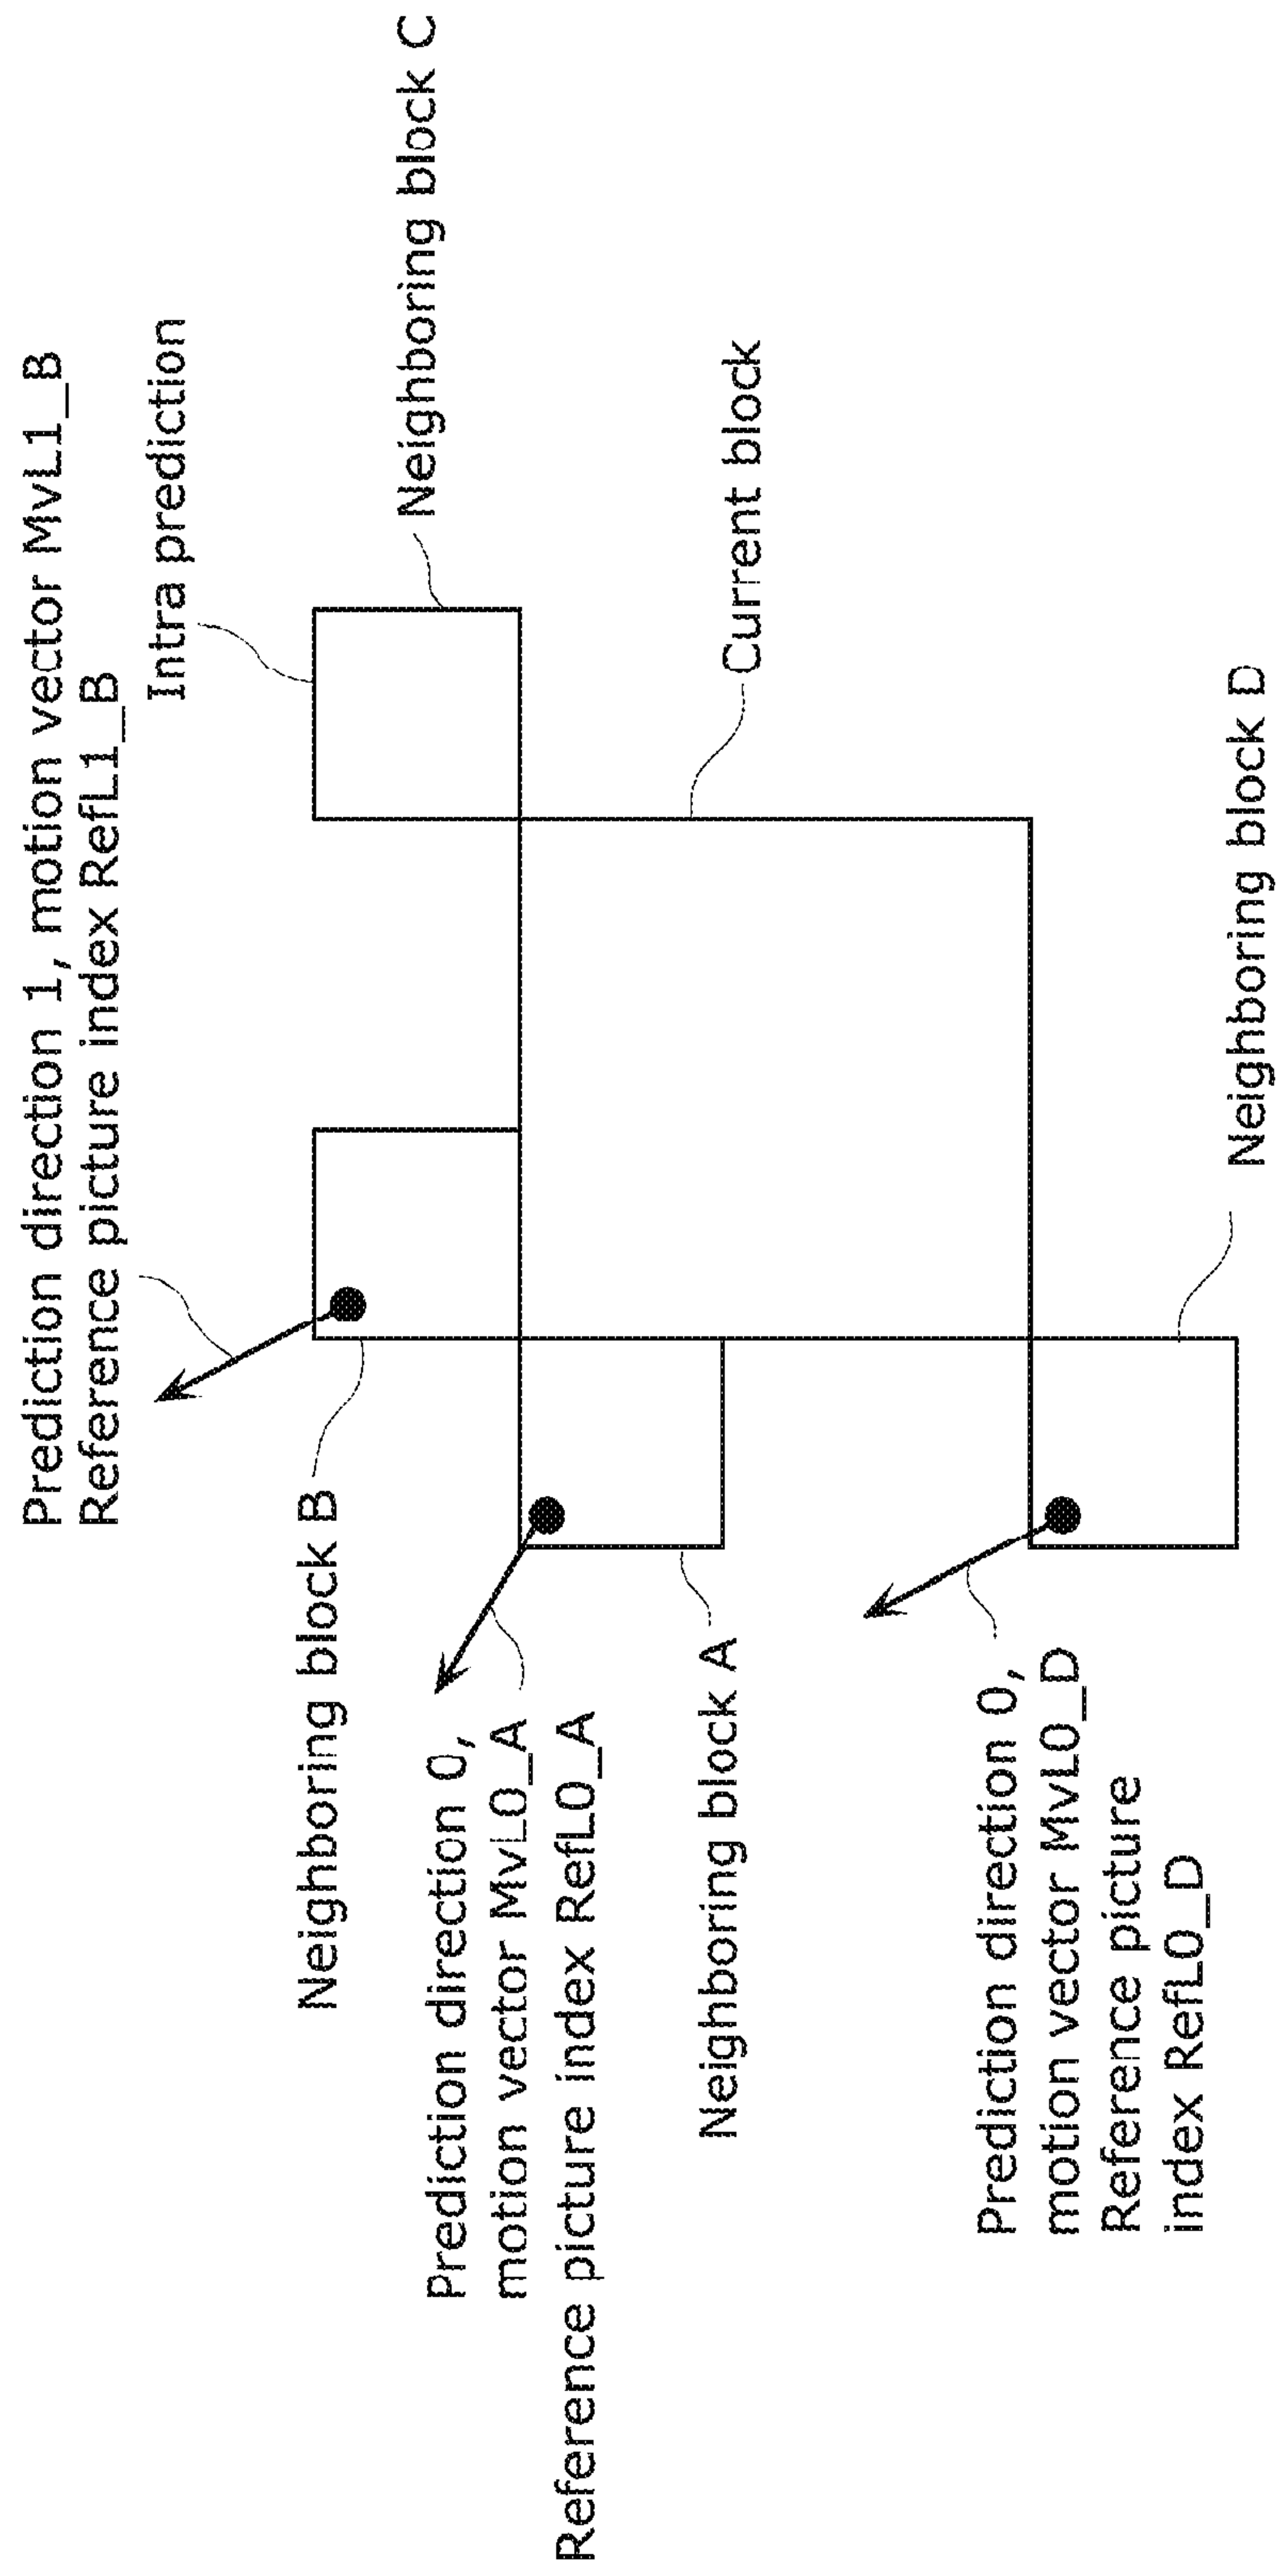 Prediction direction 1, motion vector MvL1_B
Reference picture index RefL1_B
Intra prediction
Neighboring block B
Neighboring block C
Prediction direction 0,
motion vector MvL0_A
Reference picture index RefL0_A
Neighboring block A
Current block
Prediction direction 0,
motion vector MvL0_D
Reference picture
index RefL0_D
Neighboring block D